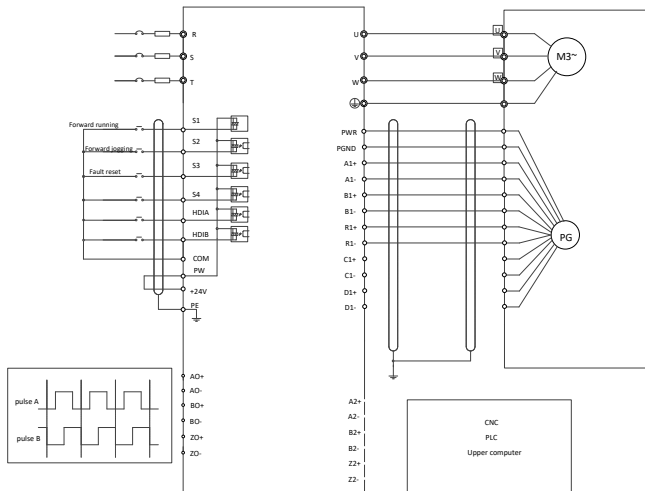 R
S
T
U
V
W
U
V
W
M3~
Forward running
S1
Forward jogging
S2
Fault reset
S3
S4
HDIA
HDIB
COM
PW
+24V
PE
PWR
PGND
A1+
A1-
B1+
B1-
R1+
R1-
C1+
C1-
D1+
D1-
PG
pulse A
pulse B
AO+
AO-
BO+
BO-
ZO+
ZO-
A2+
A2-
B2+
B2-
Z2+
Z2-
CNC
PLC
Upper computer